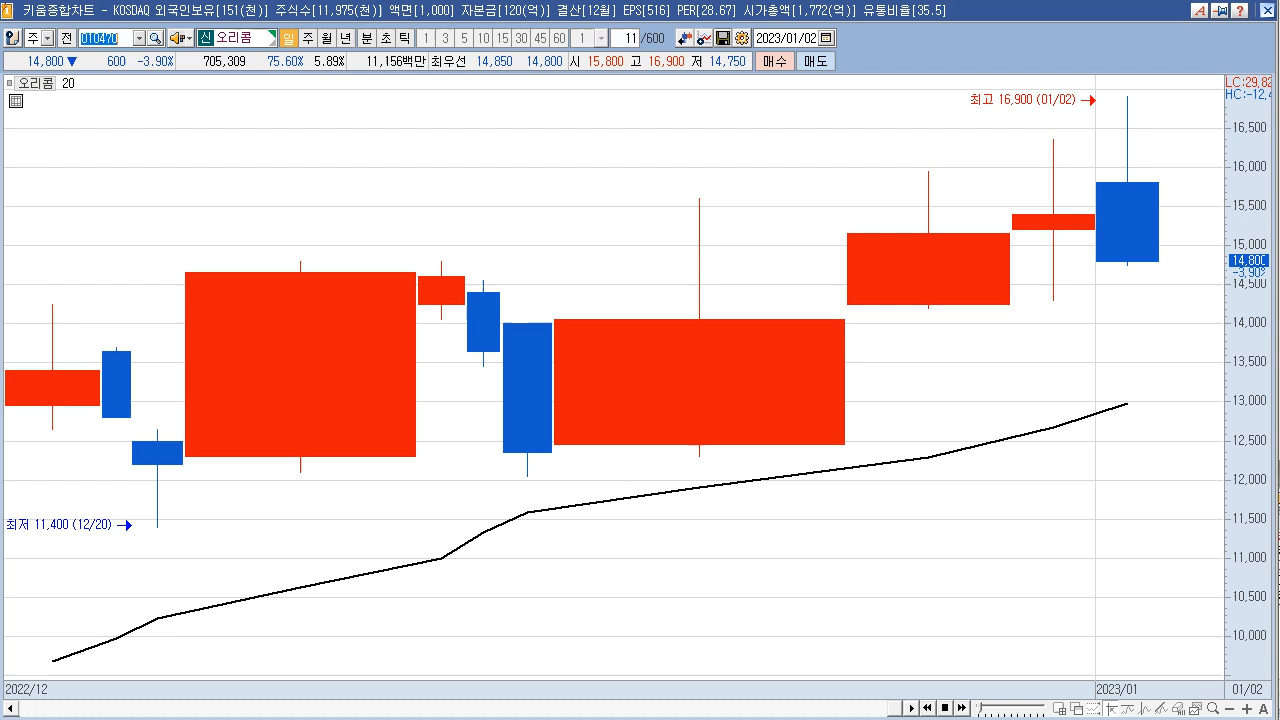 키움종합차트 - KOSDAQ 외국인보유[151(천)] 주식수[11,975(천)] 액면[1,000] 자본금[120(억)] 결산[12월] EPS[516] PER[28.67] 시가총액[1,772(억)] 유통비율[35.5]
주 전 010470 신 오리콤 일 주 월 년 분 초 틱 1 3 5 10 15 30 45 60 1 11 /600 2023/01/02
14,800 ▼ 600 -3.90% 705,309 75.60% 5.89% 11,156백만 최우선 14,850 14,800 시 15,800 고 16,900 저 14,750 매수 매도
오리콤 20
LC:29,82
HC:-12,4
최고 16,900 (01/02) →
16,500
16,000
15,500
15,000
14,800
-3.90%
14,500
14,000
13,500
13,000
12,500
12,000
최저 11,400 (12/20) →
11,500
11,000
10,500
10,000
2022/12 2023/01 01/02
A